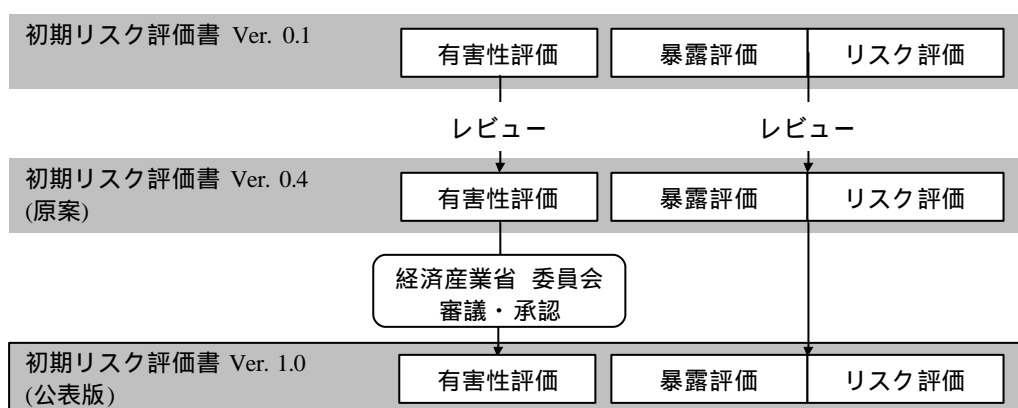 初期リスク評価書 Ver. 0.1
有害性評価 暴露評価 リスク評価
レビュー レビュー
初期リスク評価書 Ver. 0.4
(原案)
有害性評価 暴露評価 リスク評価
経済産業省 委員会
審議・承認
初期リスク評価書 Ver. 1.0
(公表版)
有害性評価 暴露評価 リスク評価